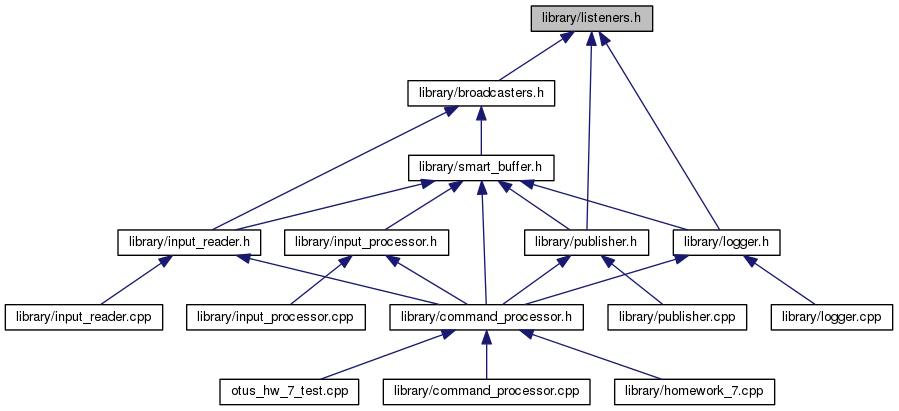 library/listeners.h
library/broadcasters.h
library/smart_buffer.h
library/input_reader.h
library/input_processor.h
library/publisher.h
library/logger.h
library/input_reader.cpp
library/input_processor.cpp
library/command_processor.h
library/publisher.cpp
library/logger.cpp
otus_hw_7_test.cpp
library/command_processor.cpp
library/homework_7.cpp